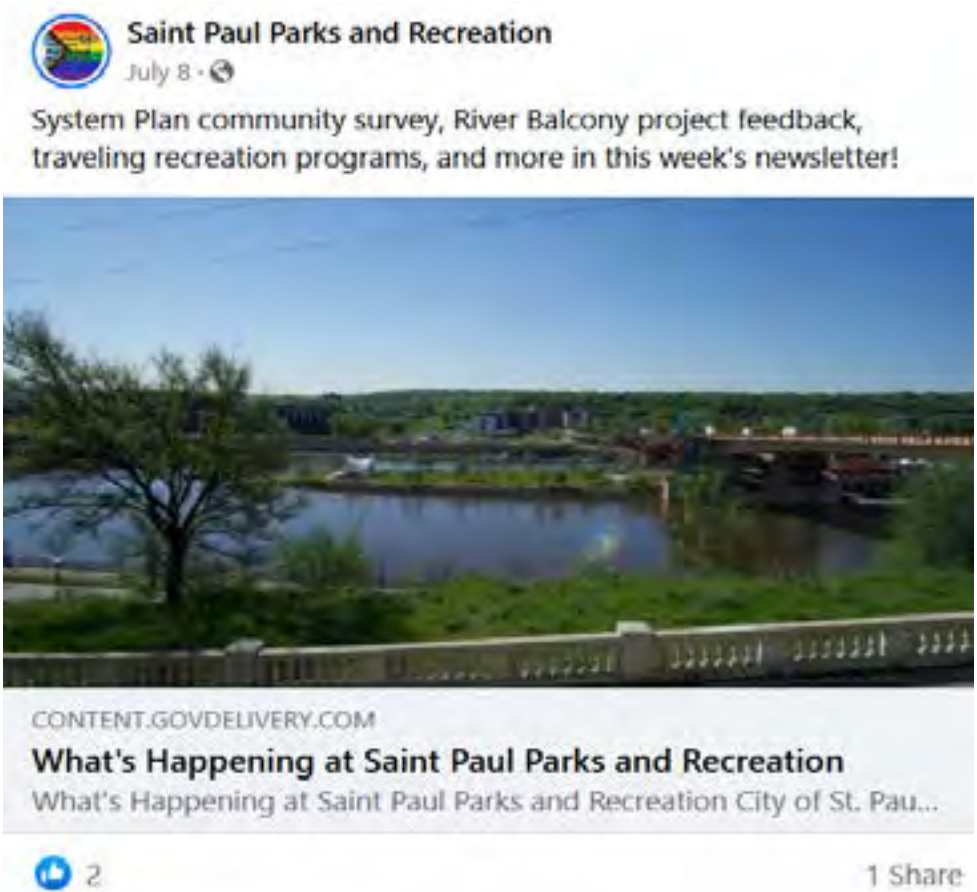 Saint Paul Parks and Recreation
July 8 ·
System Plan community survey, River Balcony project feedback,
traveling recreation programs, and more in this week's newsletter!
CONTENT.GOVDELIVERY.COM
What's Happening at Saint Paul Parks and Recreation
What's Happening at Saint Paul Parks and Recreation City of St. Pau...
2
1 Share